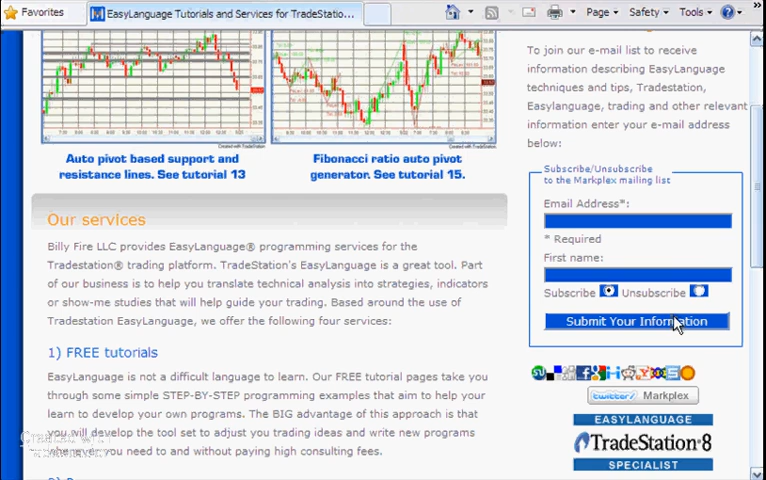 Favorites
EasyLanguage Tutorials and Services for TradeStatio...
Page
Safety
Tools
Created with TradeStation
Created with TradeStation
Auto pivot based support and
resistance lines. See tutorial 13
Fibonacci ratio auto pivot
generator. See tutorial 15.
Our services
Billy Fire LLC provides EasyLanguage® programming services for the
Tradestation® trading platform. TradeStation's EasyLanguage is a great tool. Part
of our business is to help you translate technical analysis into strategies, indicators
or show-me studies that will help guide your trading. Based around the use of
Tradestation EasyLanguage, we offer the following four services:
1) FREE tutorials
EasyLanguage is not a difficult language to learn. Our FREE tutorial pages take you
through some simple STEP-BY-STEP programming examples that aim to help your
learn to develop your own programs. The BIG advantage of this approach is that
you will develop the tool set to adjust you trading ideas and write new programs
whenever you need to and without paying high consulting fees.
To join our e-mail list to receive
information describing EasyLanguage
techniques and tips, Tradestation,
Easylanguage, trading and other relevant
information enter your e-mail address
below:
Subscribe/Unsubscribe
to the Markplex mailing list
Email Address*:
* Required
First name:
Subscribe Unsubscribe
Submit Your Information
twitter Markplex
EASYLANGUAGE
TradeStation 8
SPECIALIST